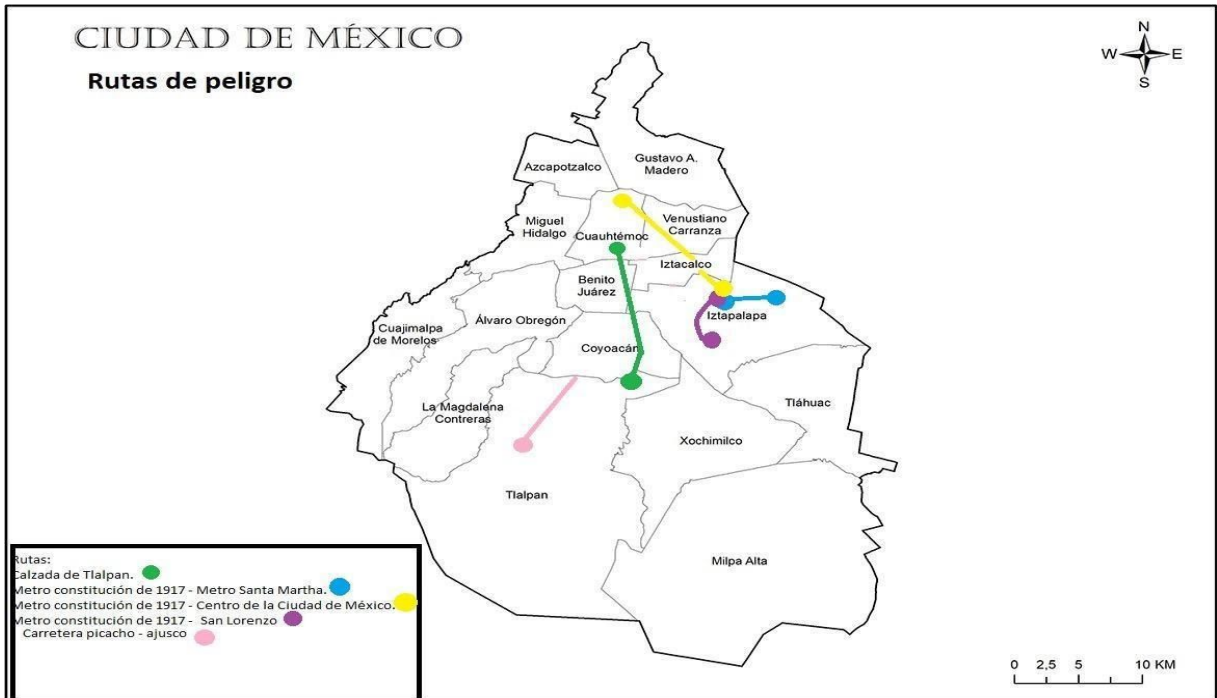 CIUDAD DE MÉXICO
Rutas de peligro
N
W E
S
Azcapotzalco
Gustavo A.
Madero
Miguel
Hidalgo
Cuauhtémoc
Venustiano
Carranza
Iztacalco
Benito
Juárez
Iztapalapa
Cuajimalpa
de Morelos
Álvaro Obregón
Coyoacán
La Magdalena
Contreras
Tláhuac
Xochimilco
Tlalpan
Milpa Alta
Rutas:
Calzada de Tlalpan.
Metro constitución de 1917 - Metro Santa Martha.
Metro constitución de 1917 - Centro de la Ciudad de México.
Metro constitución de 1917 - San Lorenzo
Carretera picacho - ajusco
0 2,5 5 10 KM